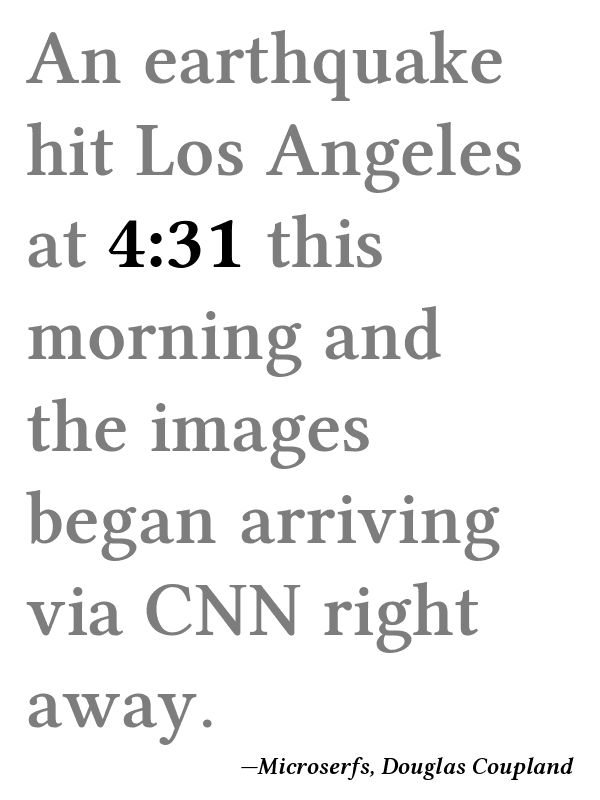 An earthquake
hit Los Angeles
at 4:31 this
morning and
the images
began arriving
via CNN right
away.
—Microserfs, Douglas Coupland